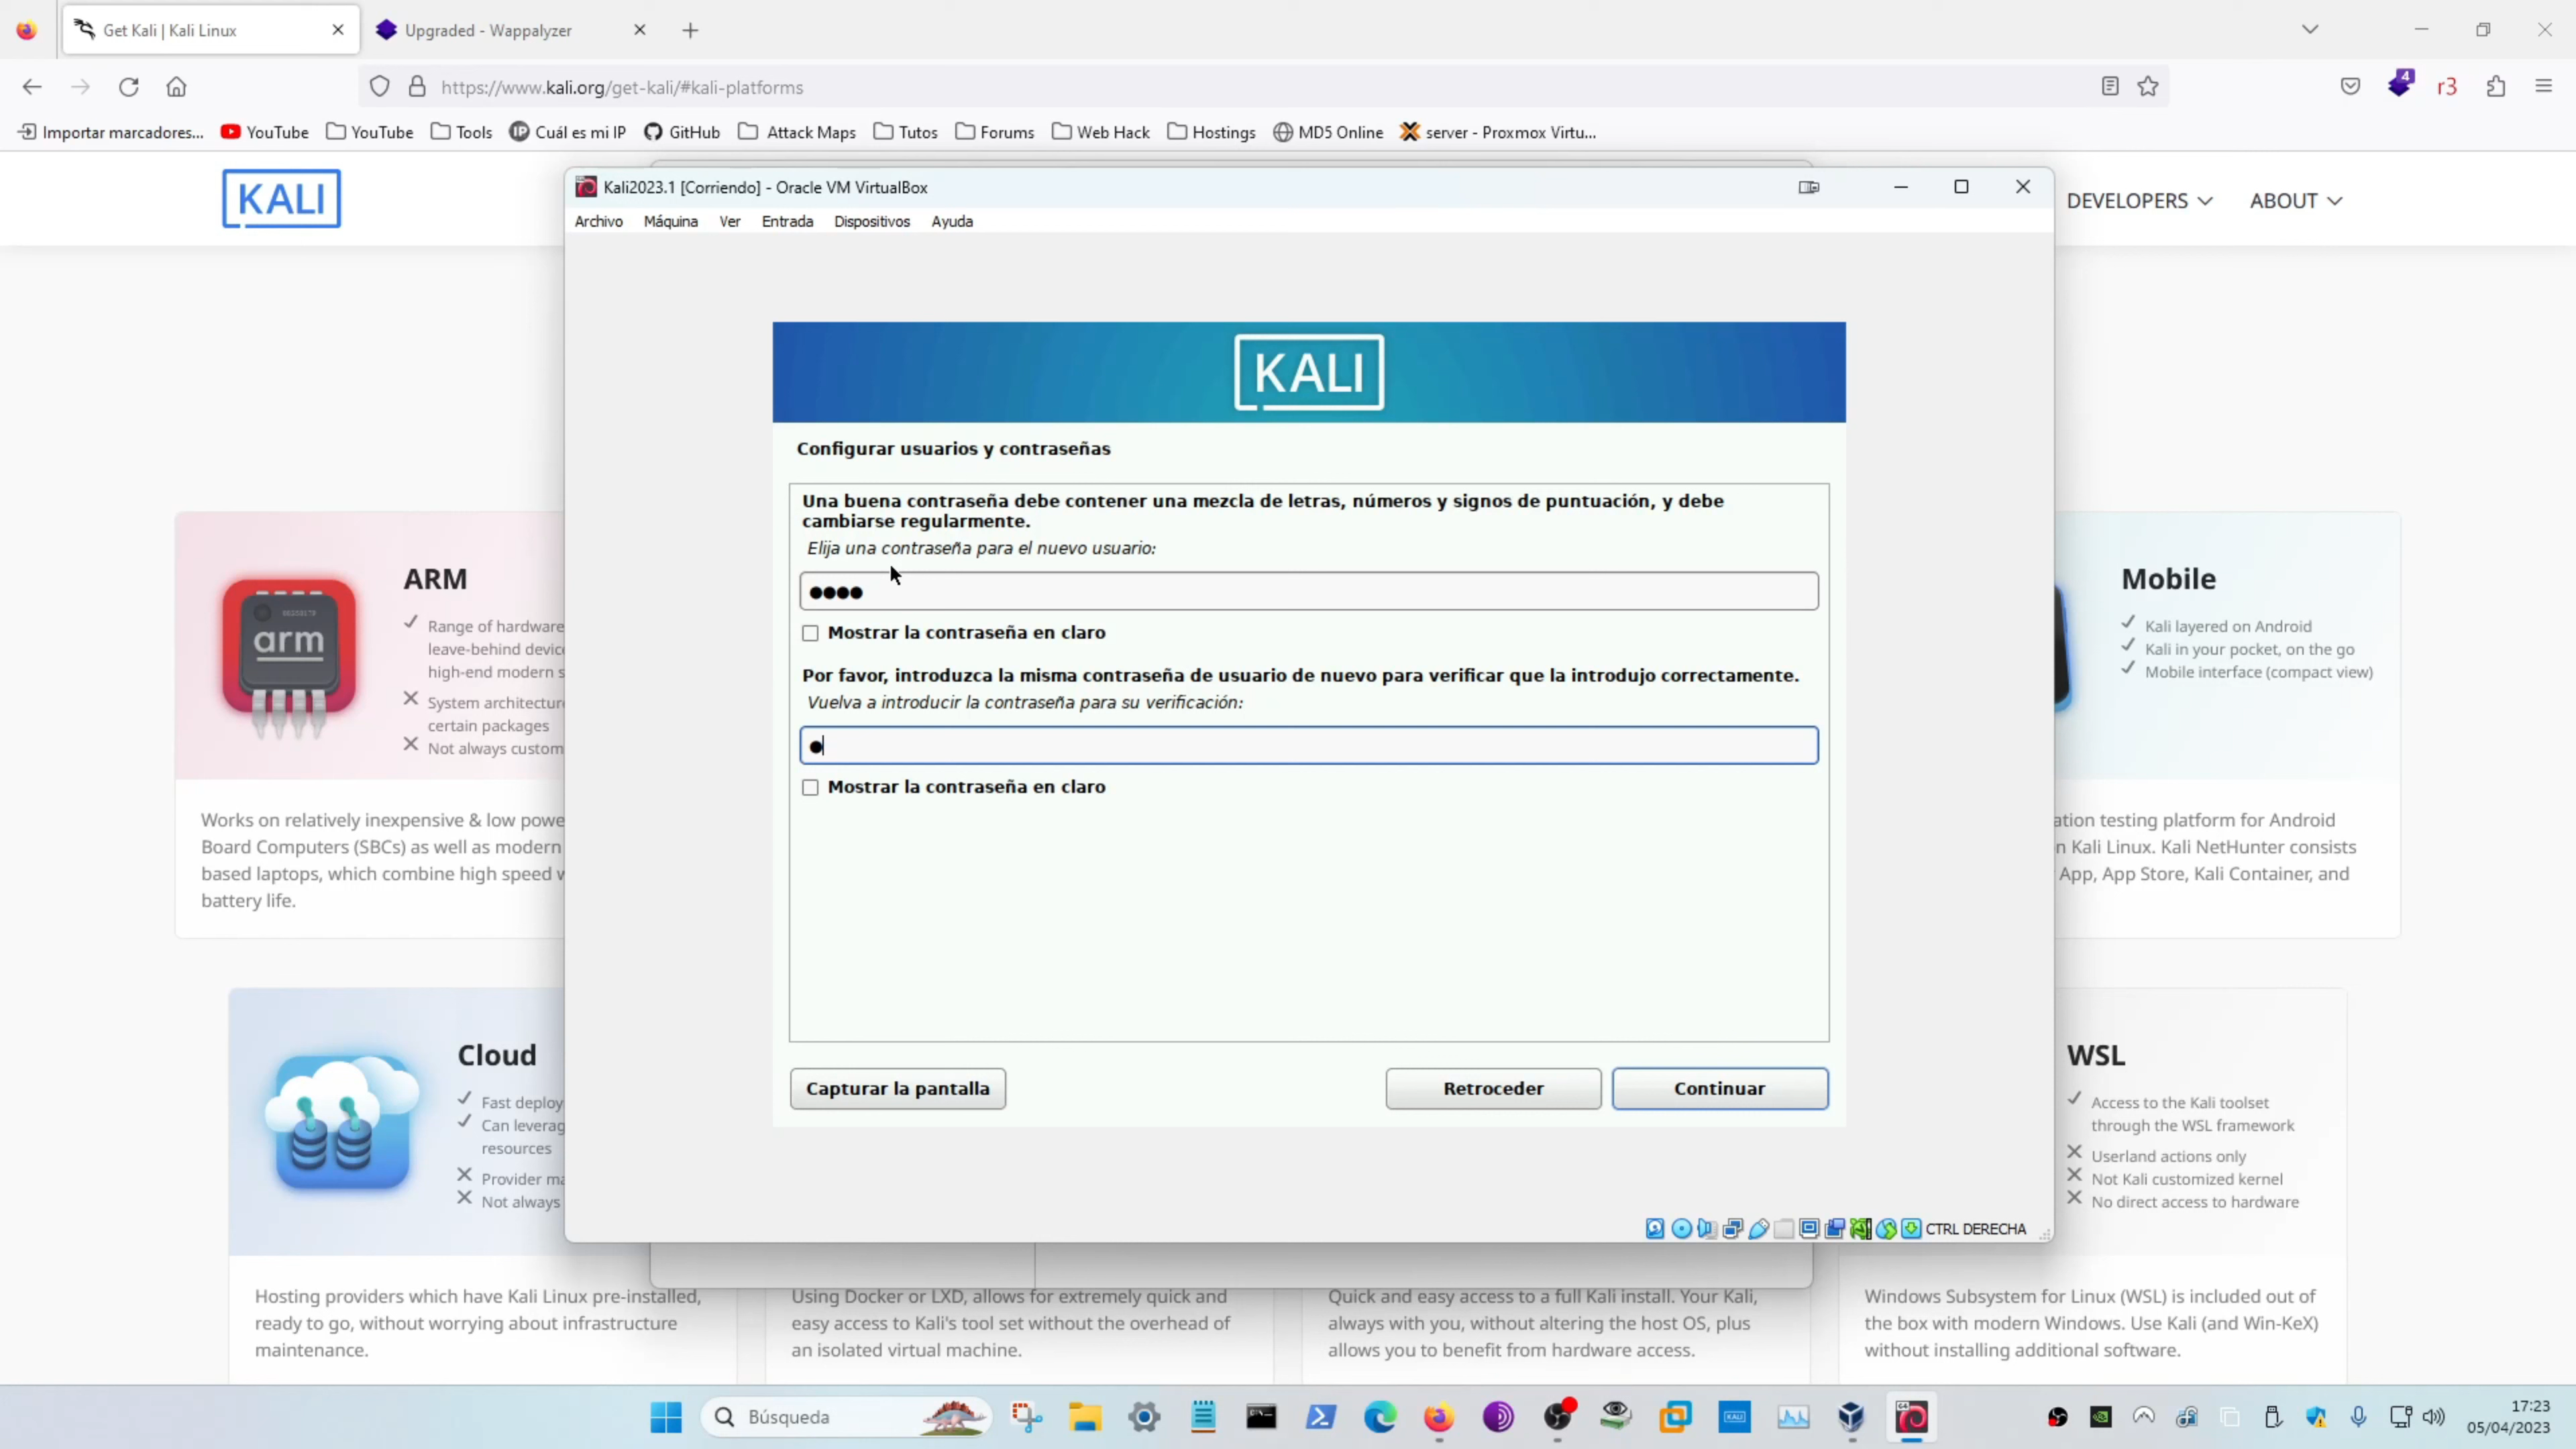 Get Kali | Kali Linux
Upgraded - Wappalyzer
https://www.kali.org/get-kali/#kali-platforms
4
r3
Importar marcadores...
YouTube
YouTube
Tools
Cuál es mi IP
GitHub
Attack Maps
Tutos
Forums
Web Hack
Hostings
MD5 Online
server - Proxmox Virtu...
KALI
DEVELOPERS
ABOUT
Kali2023.1 [Corriendo] - Oracle VM VirtualBox
Archivo
Máquina
Ver
Entrada
Dispositivos
Ayuda
KALI
Configurar usuarios y contraseñas
Una buena contraseña debe contener una mezcla de letras, números y signos de puntuación, y debe
cambiarse regularmente.
Elija una contraseña para el nuevo usuario:
Mostrar la contraseña en claro
Por favor, introduzca la misma contraseña de usuario de nuevo para verificar que la introdujo correctamente.
Vuelva a introducir la contraseña para su verificación:
Mostrar la contraseña en claro
Capturar la pantalla
Retroceder
Continuar
CTRL DERECHA
arm
ARM
Range of hardware
leave-behind device
high-end modern s
System architecture
certain packages
Not always custom
Works on relatively inexpensive & low powe
Board Computers (SBCs) as well as modern
based laptops, which combine high speed w
battery life.
Mobile
Kali layered on Android
Kali in your pocket, on the go
Mobile interface (compact view)
ation testing platform for Android
n Kali Linux. Kali NetHunter consists
App, App Store, Kali Container, and
Cloud
Fast deploy
Can leverag
resources
Provider ma
Not always
Hosting providers which have Kali Linux pre-installed,
ready to go, without worrying about infrastructure
maintenance.
Using Docker or LXD, allows for extremely quick and
easy access to Kali's tool set without the overhead of
an isolated virtual machine.
Quick and easy access to a full Kali install. Your Kali,
always with you, without altering the host OS, plus
allows you to benefit from hardware access.
WSL
Access to the Kali toolset
through the WSL framework
Userland actions only
Not Kali customized kernel
No direct access to hardware
Windows Subsystem for Linux (WSL) is included out of
the box with modern Windows. Use Kali (and Win-KeX)
without installing additional software.
Búsqueda
KALI
17:23
05/04/2023